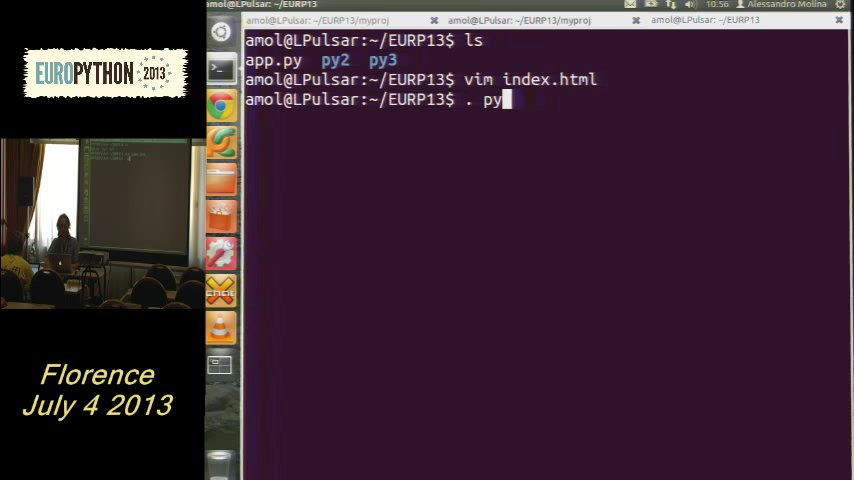 amol@LPulsar: ~/EURP13
10.56 Alessandro Molina
amol@LPulsar: ~/EURP13/myproj
amol@LPulsar: ~/EURP13/myproj
amol@LPulsar: ~/EURP13
EUROPYTHON 2013
amol@LPulsar:~/EURP13$ ls
app.py py2 py3
amol@LPulsar:~/EURP13$ vim index.html
amol@LPulsar:~/EURP13$ . py
Florence
July 4 2013